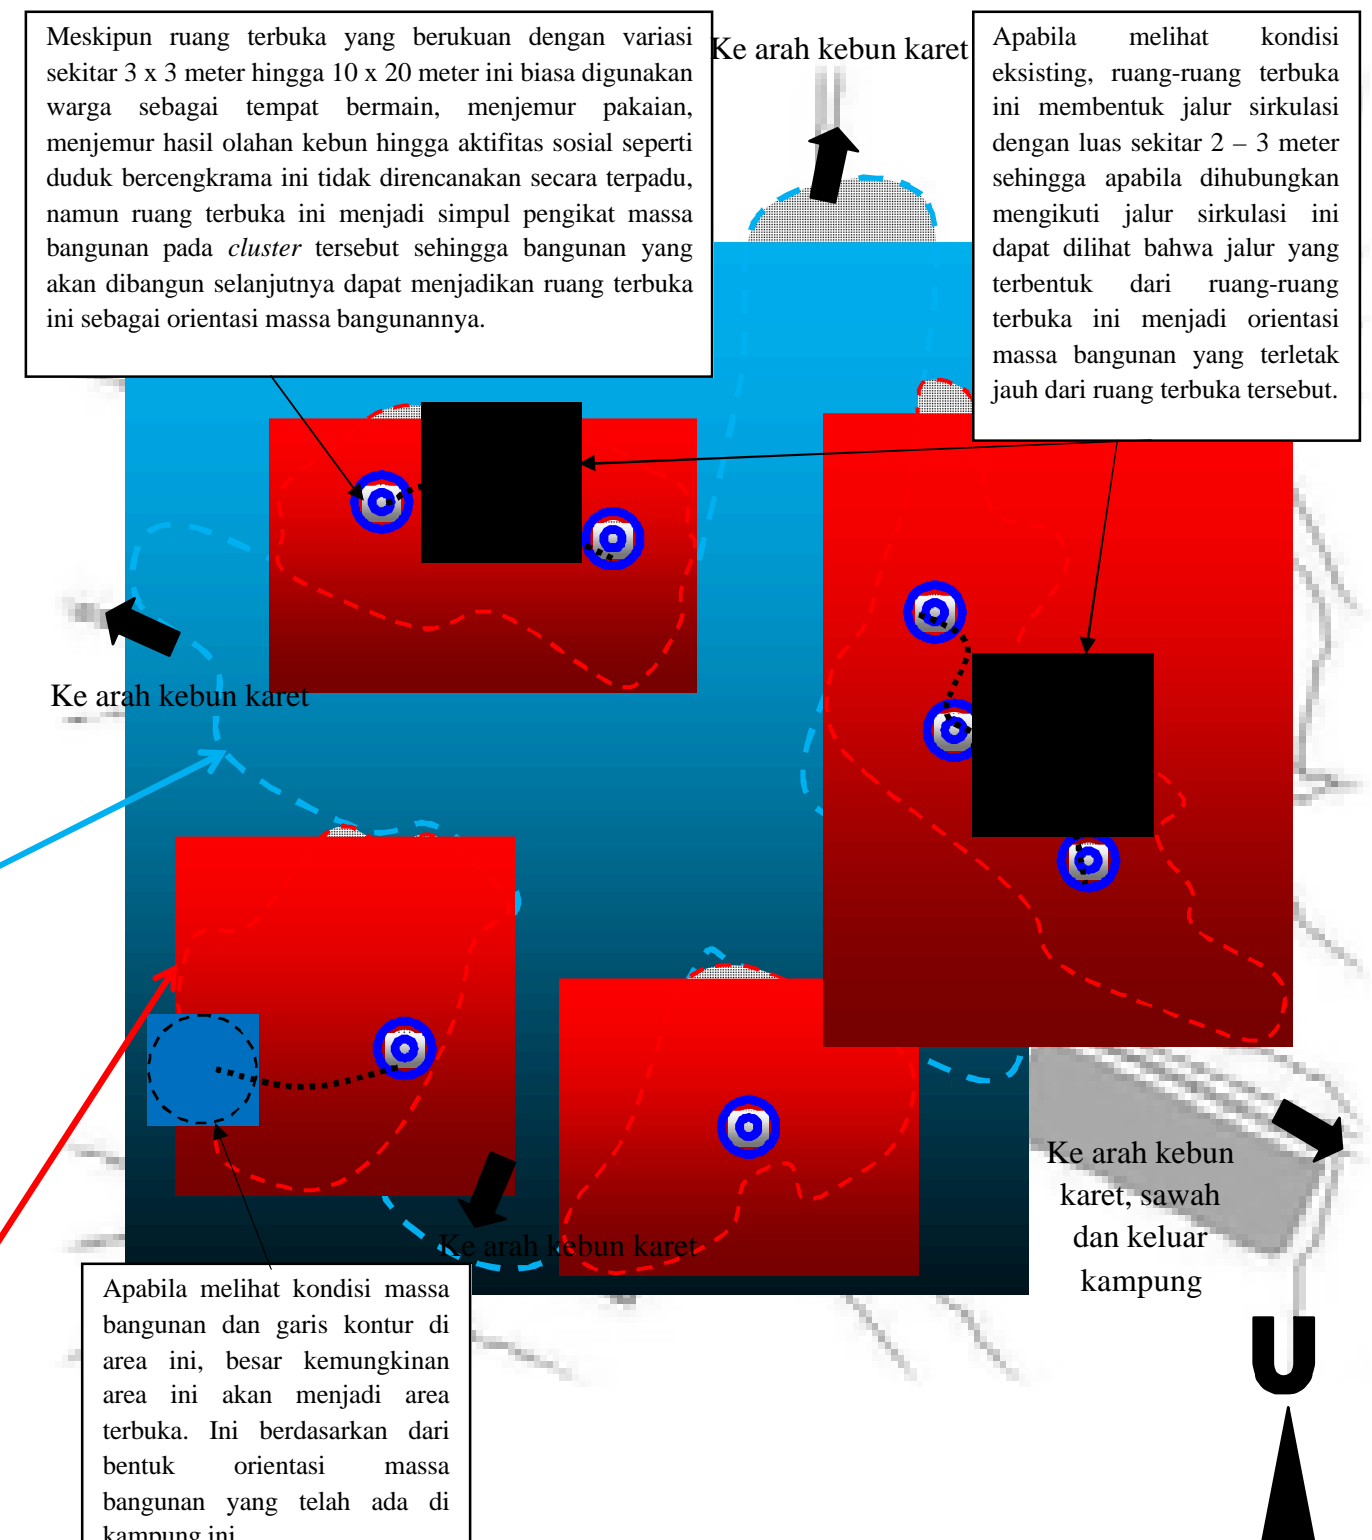 Meskipun ruang terbuka yang berukuan dengan variasi
sekitar 3 x 3 meter hingga 10 x 20 meter ini biasa digunakan
warga sebagai tempat bermain, menjemur pakaian,
menjemur hasil olahan kebun hingga aktifitas sosial seperti
duduk bercengkrama ini tidak direncanakan secara terpadu,
namun ruang terbuka ini menjadi simpul pengikat massa
bangunan pada cluster tersebut sehingga bangunan yang
akan dibangun selanjutnya dapat menjadikan ruang terbuka
ini sebagai orientasi massa bangunannya.
Ke arah kebun karet
Apabila melihat kondisi
eksisting, ruang-ruang terbuka
ini membentuk jalur sirkulasi
dengan luas sekitar 2 – 3 meter
sehingga apabila dihubungkan
mengikuti jalur sirkulasi ini
dapat dilihat bahwa jalur yang
terbentuk dari ruang-ruang
terbuka ini menjadi orientasi
massa bangunan yang terletak
jauh dari ruang terbuka tersebut.
Ke arah kebun karet
Ke arah kebun karet
Ke arah kebun
karet, sawah
dan keluar
kampung
Apabila melihat kondisi massa
bangunan dan garis kontur di
area ini, besar kemungkinan
area ini akan menjadi area
terbuka. Ini berdasarkan dari
bentuk orientasi massa
bangunan yang telah ada di
kampung ini
U